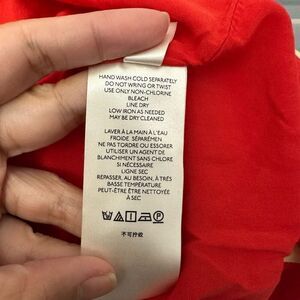 HAND WASH COLD SEPARATELY
DO NOT WRING OR TWIST
USE ONLY NON-CHLORINE
BLEACH
LINE DRY
LOW IRON AS NEEDED
MAY BE DRY CLEANED
LAVER À LA MAIN À L'EAU
FROIDE SÉPARÉMEN
NE PAS TORDRE OU ESSORER
UTILISER UN AGENT DE
BLANCHIMENT SANS CHLORE
SI NÉCESSAIRE
LIGNE SEC
REPASSER, AU BESOIN, À TRÉS
BASSE TEMPÉRATURE
PEUT-ÊTRE ÊTRE NETTOYÉE
À SEC
不可拧绞